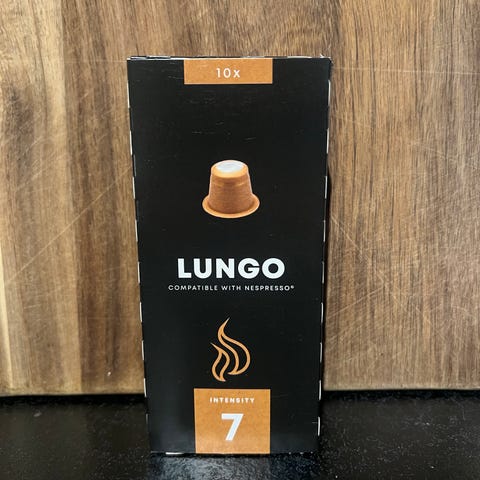 10x
LUNGO
COMPATIBLE WITH NESPRESSO®
INTENSITY
7